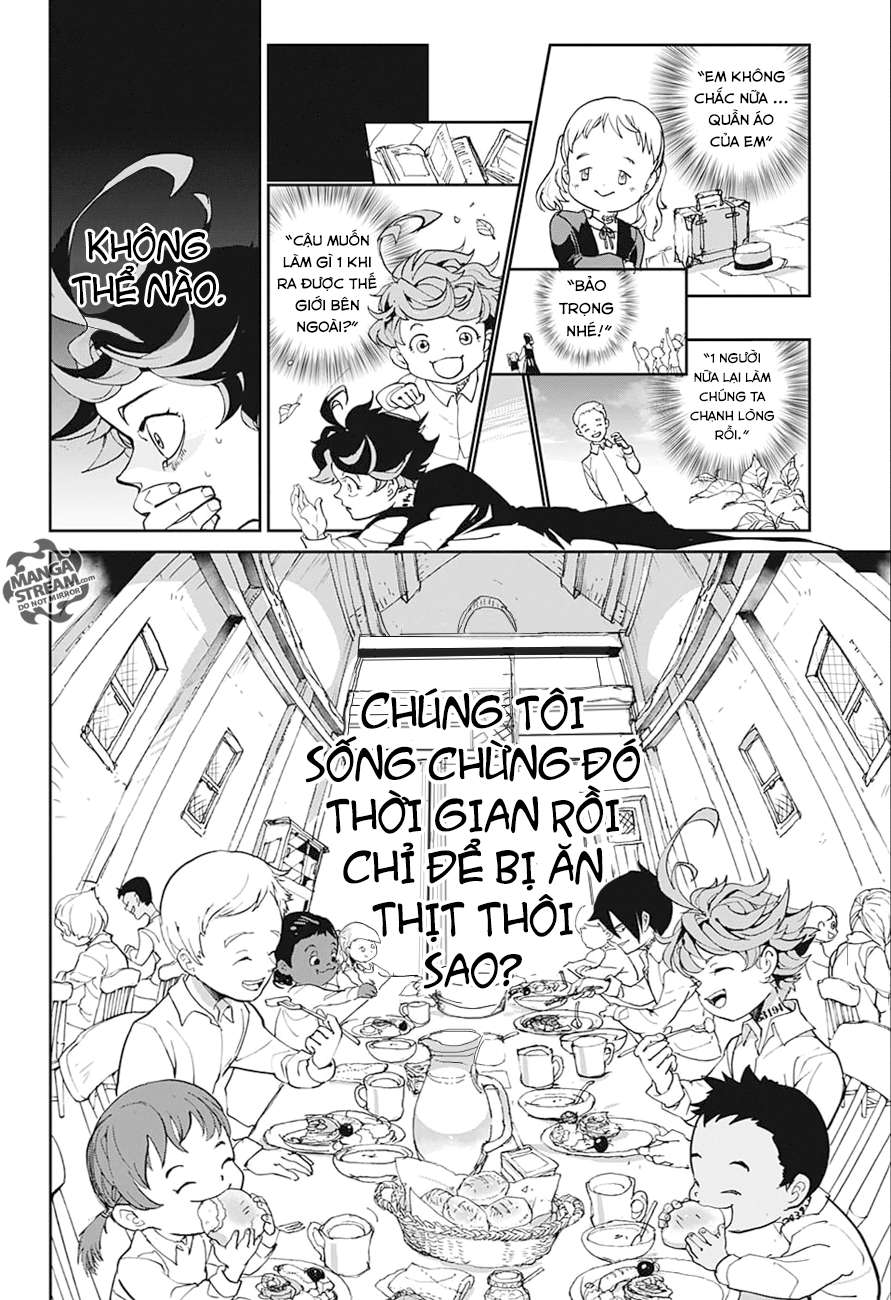 "EM KHÔNG
CHẮC NỮA ...
QUẦN ÁO
CỦA EM"
"BẢO
TRỌNG
NHÉ!"
"1 NGƯỜI
NỮA LẠI LÀM
CHÚNG TA
CHẠNH LÒNG
RỒI."
"CẬU MUỐN
LÀM GÌ 1 KHI
RA ĐƯỢC THẾ
GIỚI BÊN
NGOÀI?"
KHÔNG
THỂ NÀO.
MANGA
STREAM.com
DO NOT MIRROR!
CHÚNG TÔI
SỐNG CHỪNG ĐÓ
THỜI GIAN RỒI
CHỈ ĐỂ BỊ ĂN
THỊT THÔI
SAO?
63194